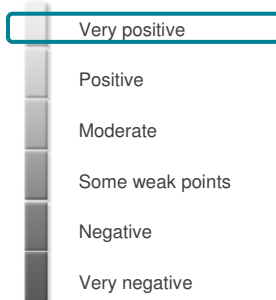 Very positive
Positive
Moderate
Some weak points
Negative
Very negative